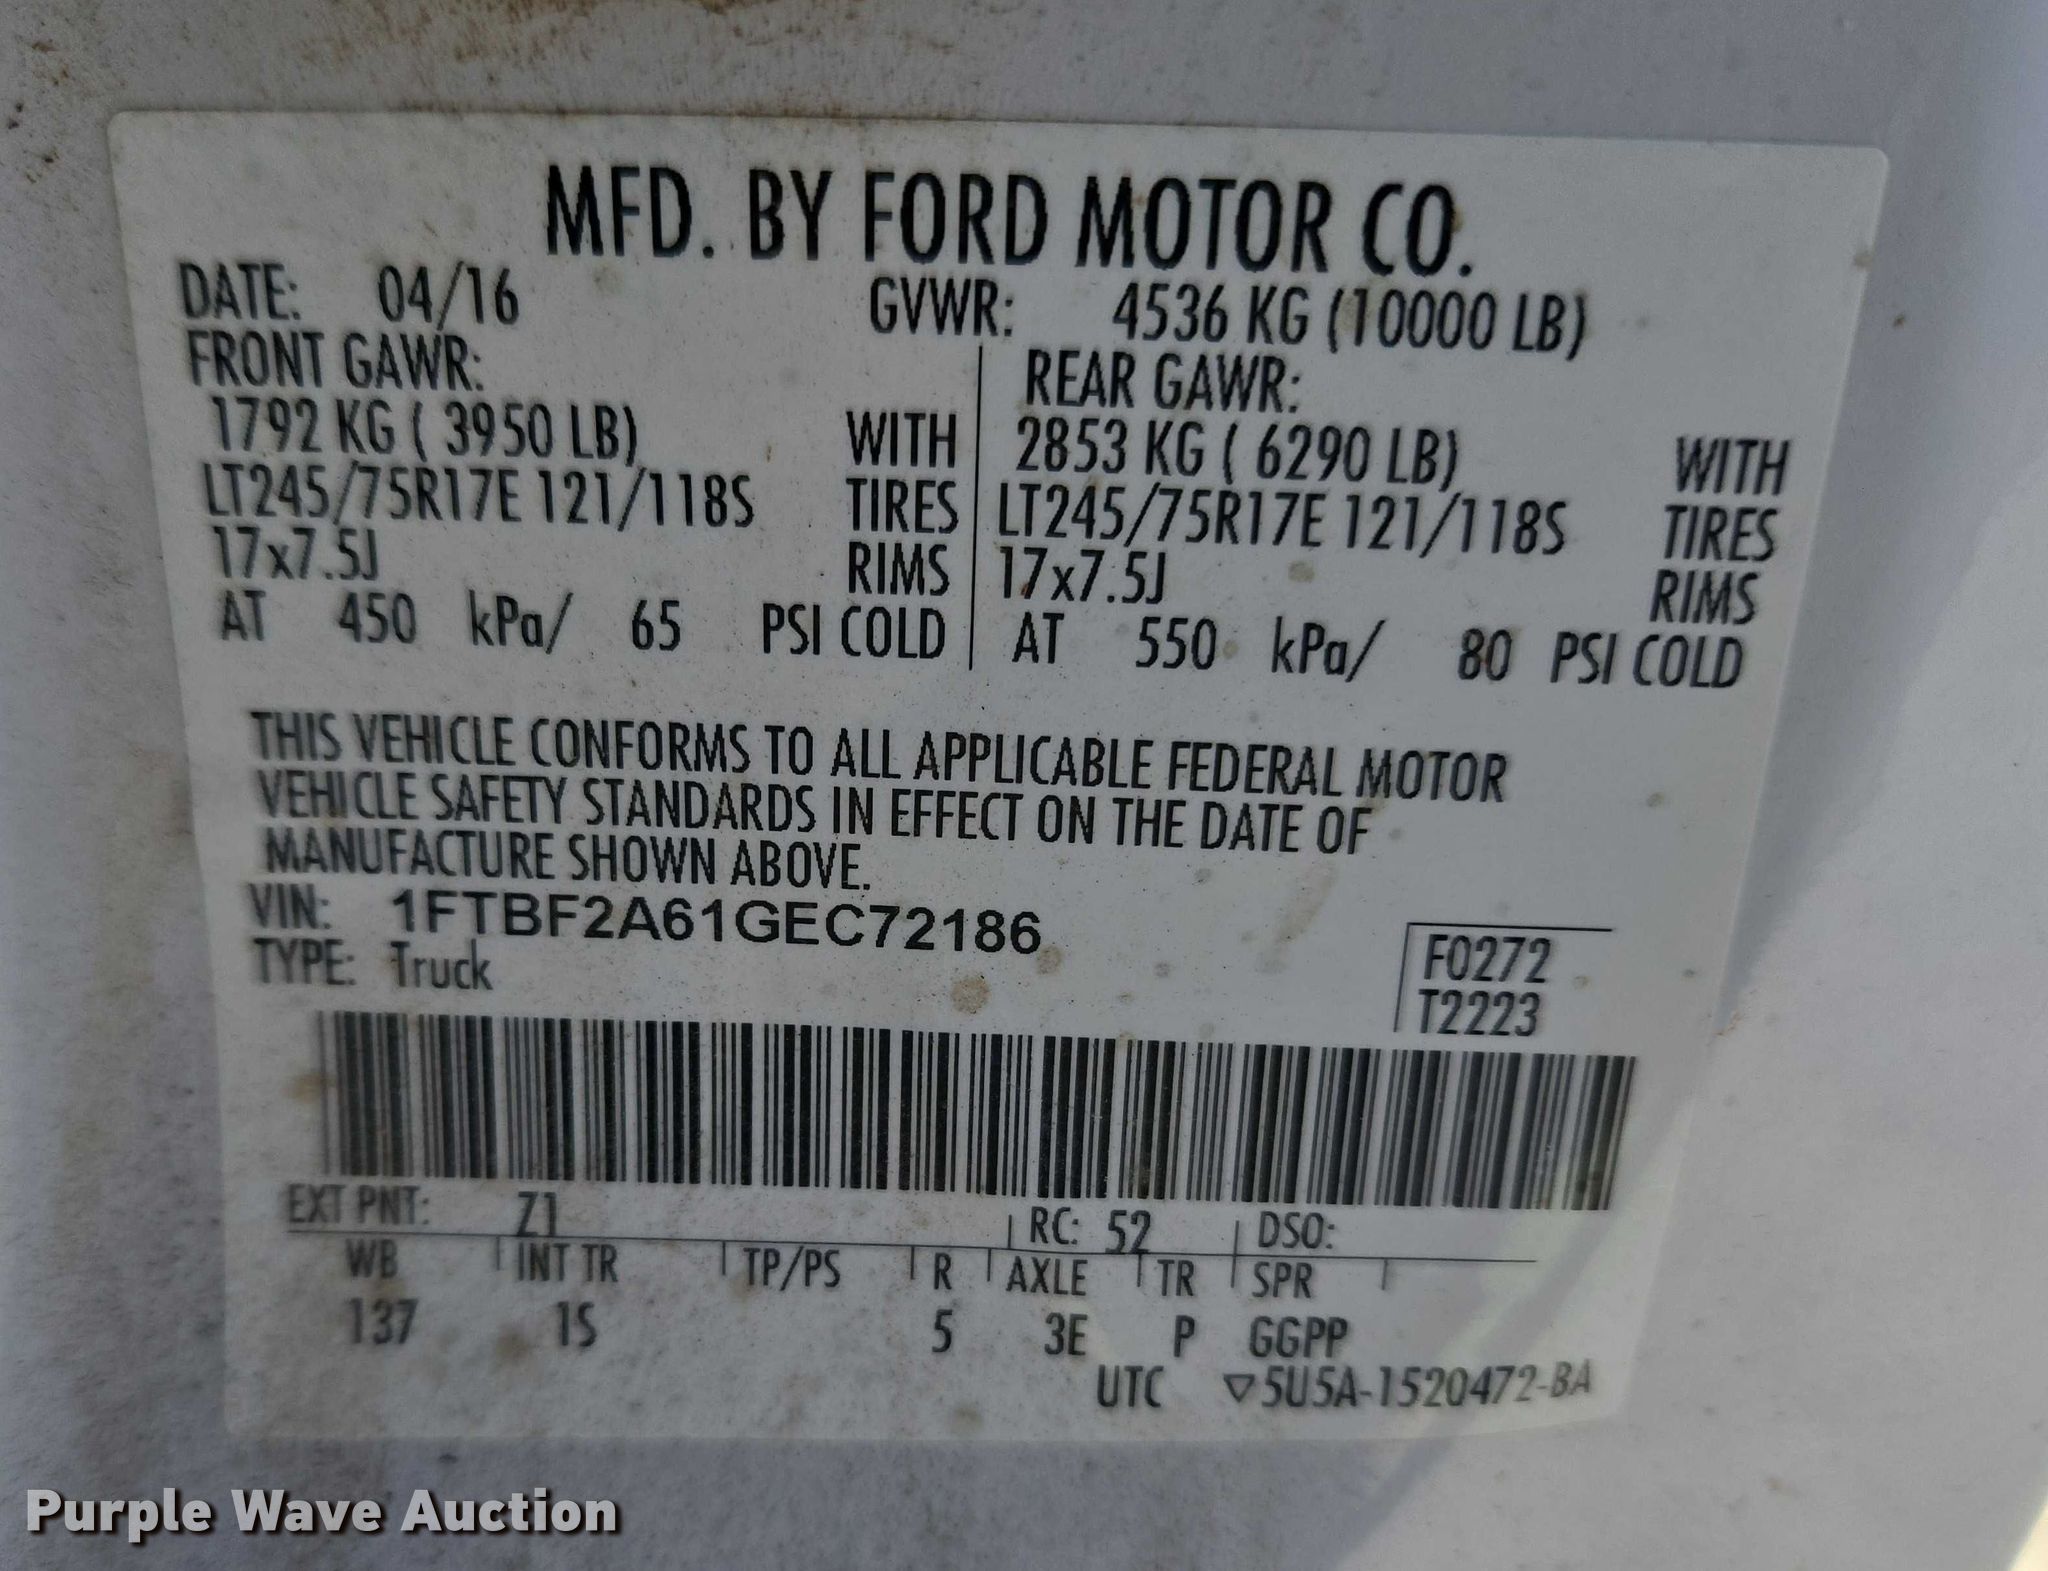 MFD. BY FORD MOTOR CO.
DATE: 04/16 GVWR: 4536 KG (10000 LB)
FRONT GAWR: REAR GAWR:
1792 KG ( 3950 LB) WITH 2853 KG ( 6290 LB) WITH
LT245/75R17E 121/118S TIRES LT245/75R17E 121/118S TIRES
17x7.5J RIMS 17x7.5J RIMS
AT 450 kPa/ 65 PSI COLD AT 550 kPa/ 80 PSI COLD
THIS VEHICLE CONFORMS TO ALL APPLICABLE FEDERAL MOTOR
VEHICLE SAFETY STANDARDS IN EFFECT ON THE DATE OF
MANUFACTURE SHOWN ABOVE.
VIN: 1FTBF2A61GEC72186
TYPE: Truck
F0272
T2223
EXT PNT: Z1 RC: 52 DSO:
WB INT TR TP/PS R AXLE TR SPR
137 1S 5 3E P GGPP
UTC ▽5U5A-1520472-BA
Purple Wave Auction